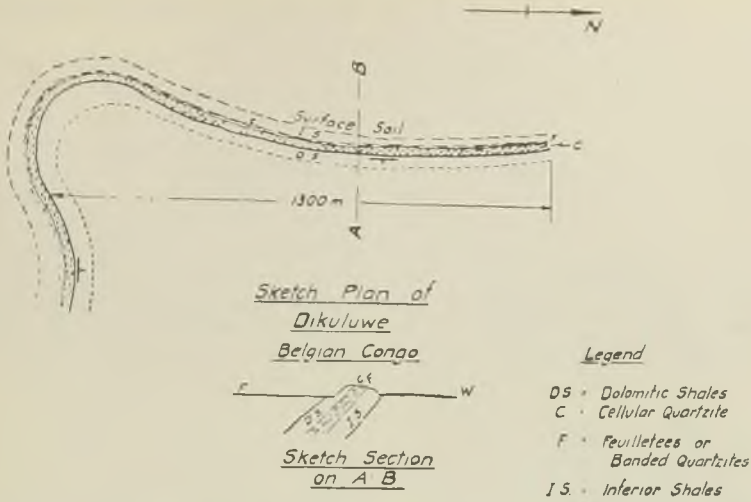 N
B
Surface Soil
I S
F
C
D.S
1300 m
A
Sketch Plan of
Dikuluwe
Belgian Congo
C F
W
D S
I S
Sketch Section
on A B
Legend
DS = Dolomitic Shales
C = Cellular Quartzite
F = Feuilletees or
Banded Quartzites
I S. = Inferior Shales